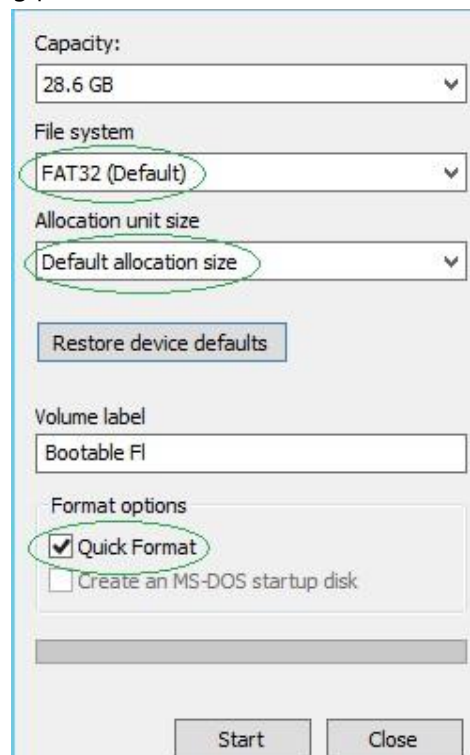 Capacity:
28.6 GB
File system
FAT32 (Default)
Allocation unit size
Default allocation size
Restore device defaults
Volume label
Bootable Fl
Format options
Quick Format
Create an MS-DOS startup disk
Start Close